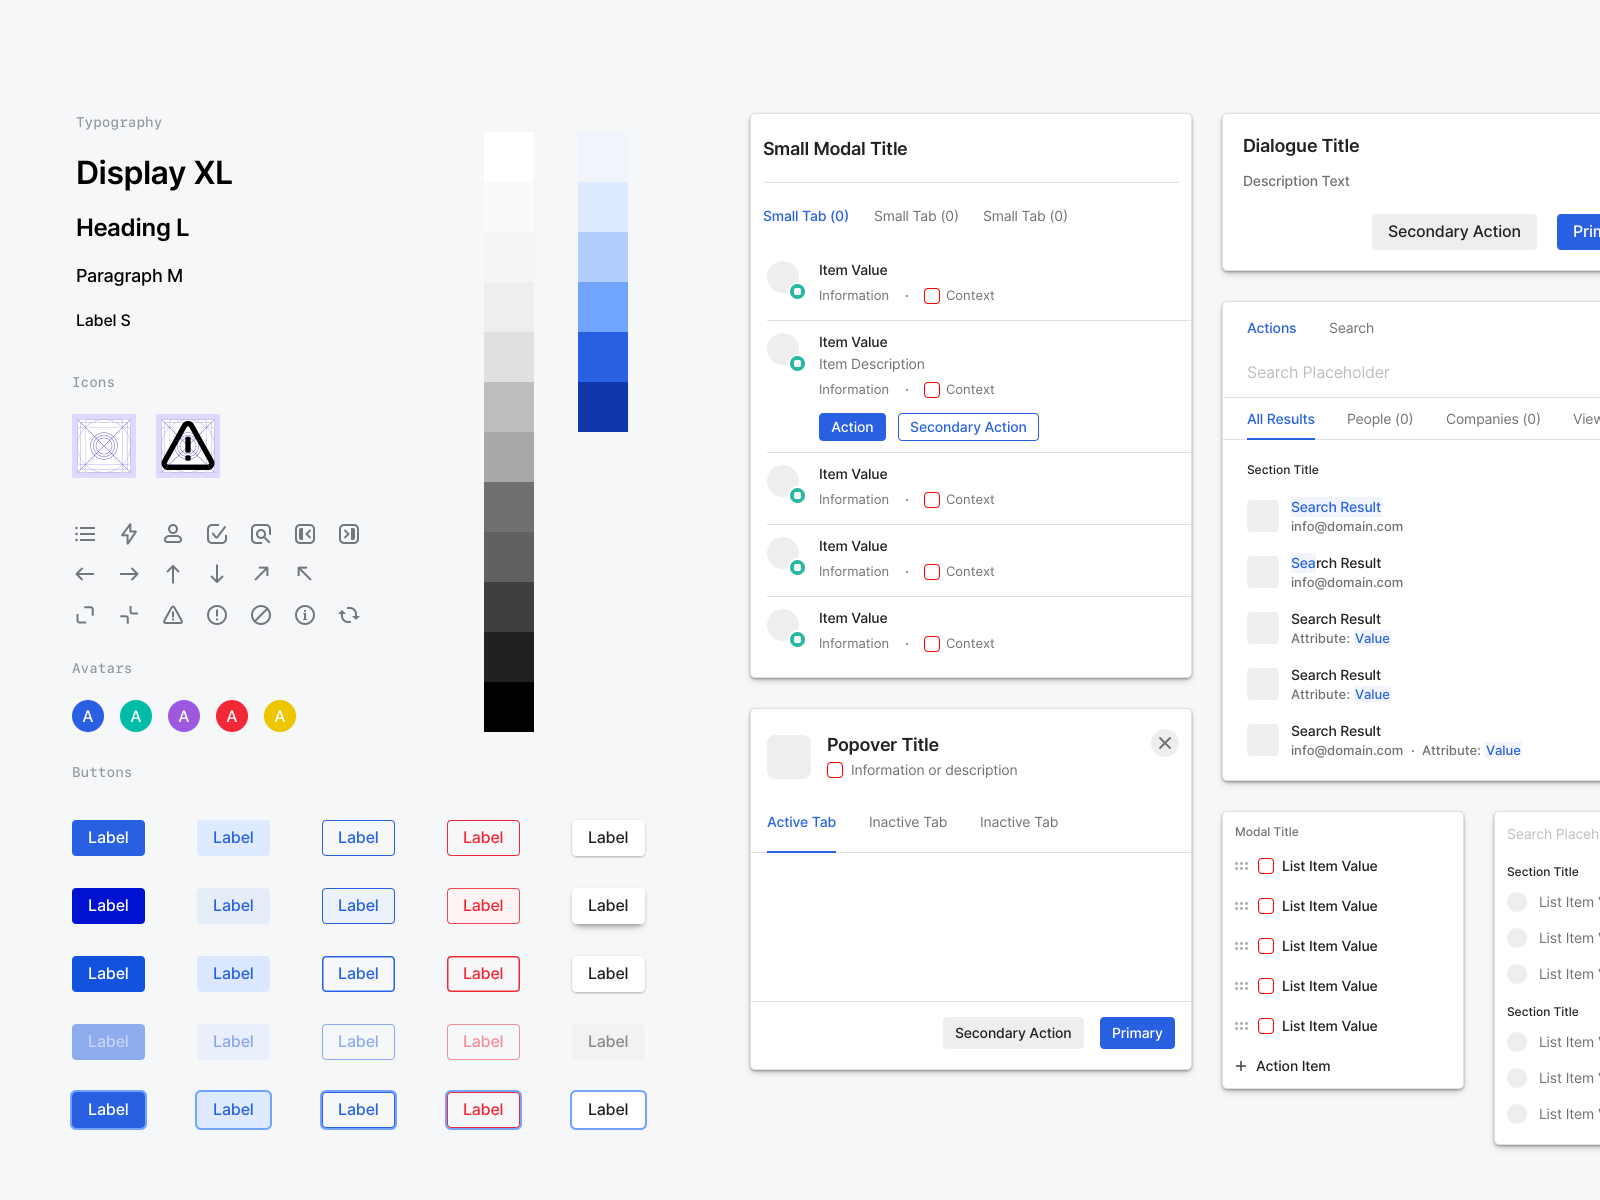 Typography
Display XL
Heading L
Paragraph M
Label S
Icons
Avatars
A A A A A
Buttons
Label Label Label Label Label
Label Label Label Label Label
Label Label Label Label Label
Label Label Label Label Label
Label Label Label Label Label
Small Modal Title
Small Tab (0) Small Tab (0) Small Tab (0)
Item Value
Information · Context
Item Value
Item Description
Information · Context
Action Secondary Action
Item Value
Information · Context
Item Value
Information · Context
Item Value
Information · Context
Popover Title
Information or description
Active Tab Inactive Tab Inactive Tab
Secondary Action Primary
Dialogue Title
Description Text
Secondary Action
Actions Search
Search Placeholder
All Results People (0) Companies (0) View
Section Title
Search Result
info@domain.com
Search Result
info@domain.com
Search Result
Attribute: Value
Search Result
Attribute: Value
Search Result
info@domain.com · Attribute: Value
Modal Title
List Item Value
List Item Value
List Item Value
List Item Value
List Item Value
+ Action Item
Search
Section Title
List Item
List Item
List Item
Section Title
List Item
List Item
List Item